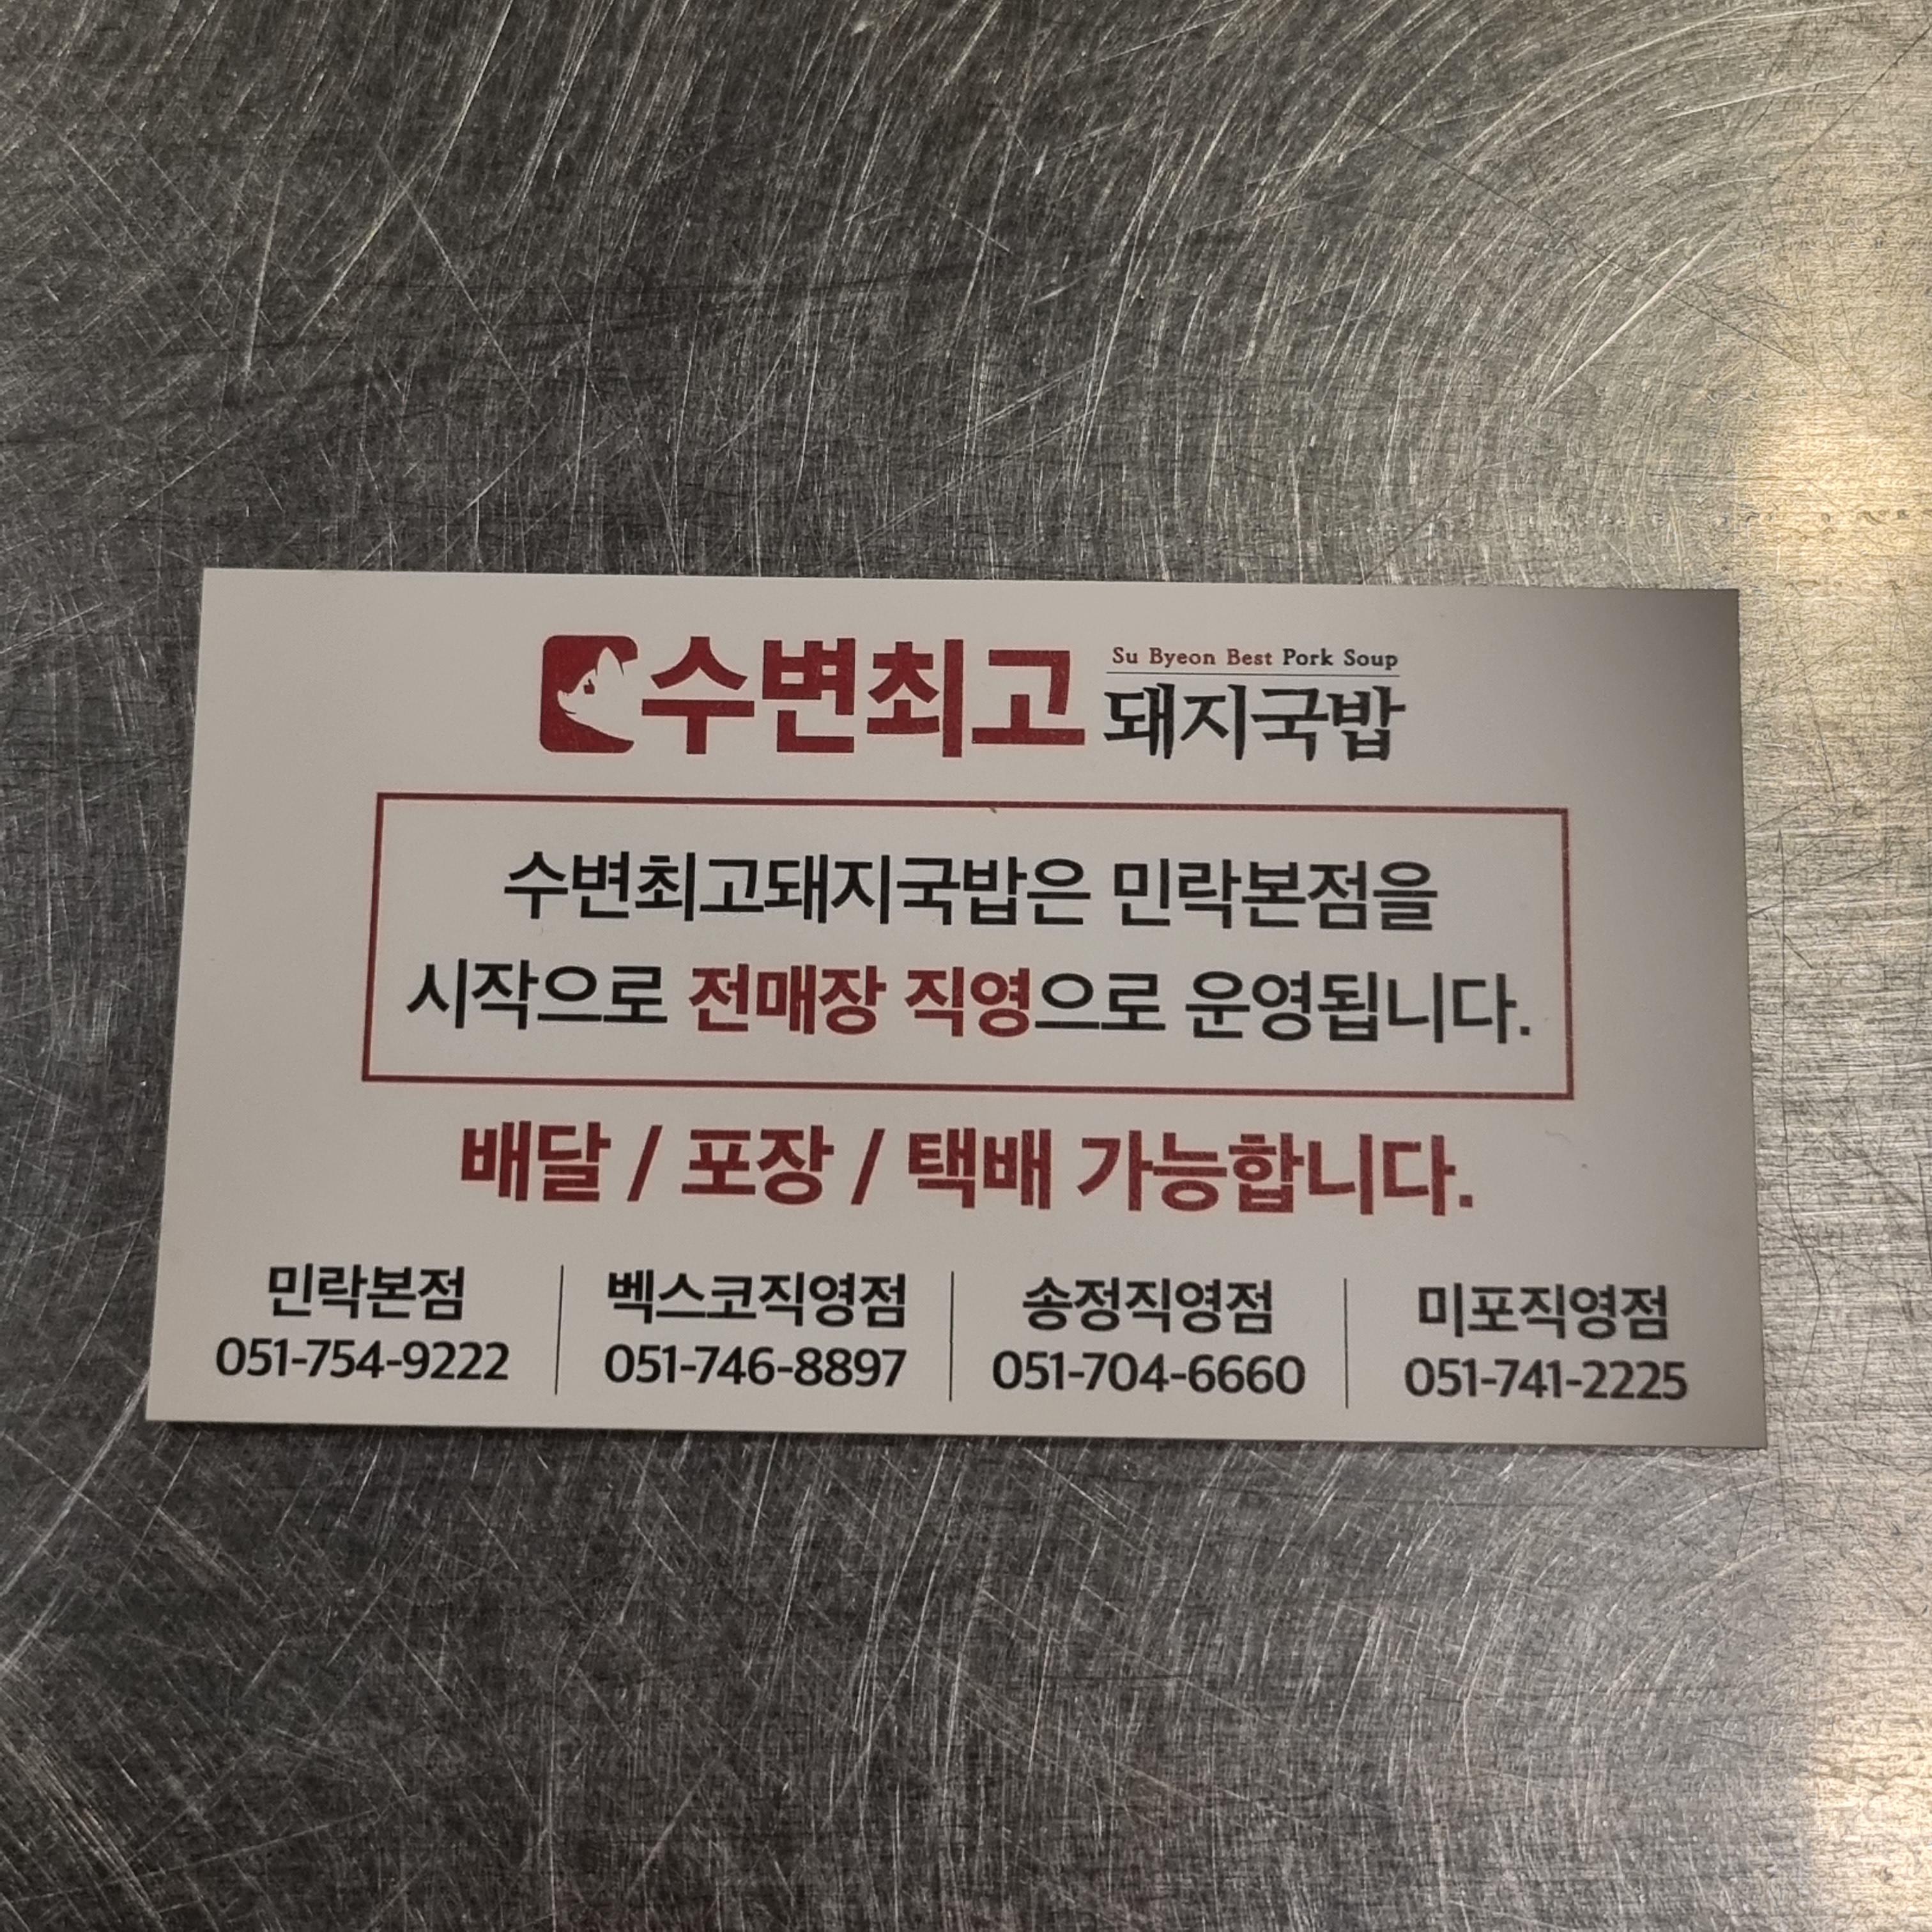 수변최고
Su Byeon Best Pork Soup
돼지국밥
수변최고돼지국밥은 민락본점을
시작으로 전매장 직영으로 운영됩니다.
배달 / 포장 / 택배 가능합니다.
민락본점
051-754-9222
벡스코직영점
051-746-8897
송정직영점
051-704-6660
미포직영점
051-741-2225